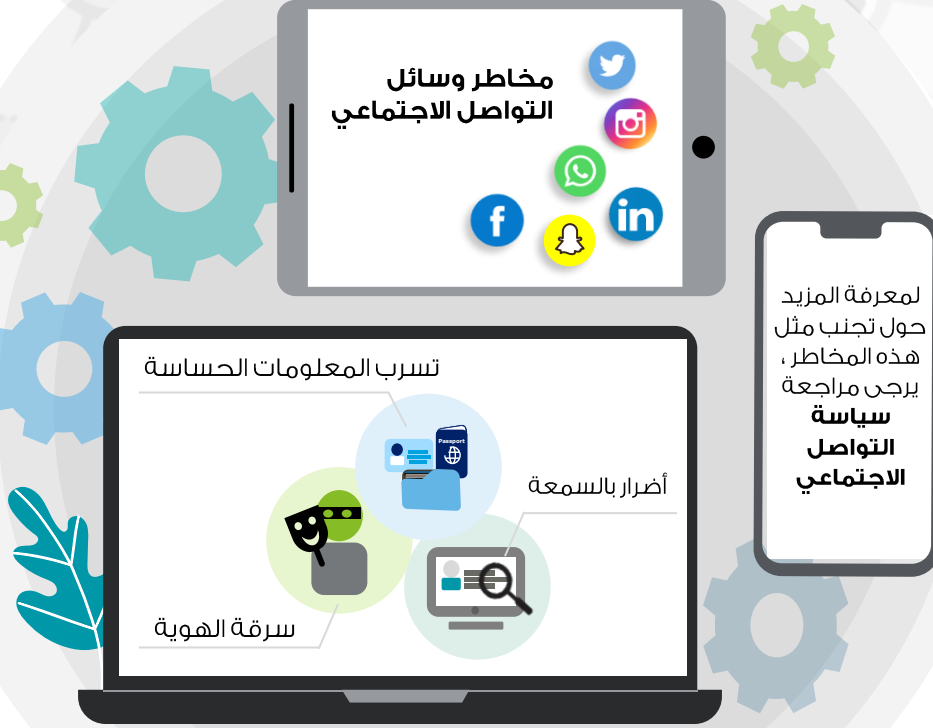 مخاطر وسائل
التواصل الاجتماعي
in
f
لمعرفة المزيد
حول تجنب مثل
هذه المخاطر ،
يرجى مراجعة
سياسة
التواصل
الاجتماعي
تسرب المعلومات الحساسة
Passport
أضرار بالسمعة
سرقة الهوية